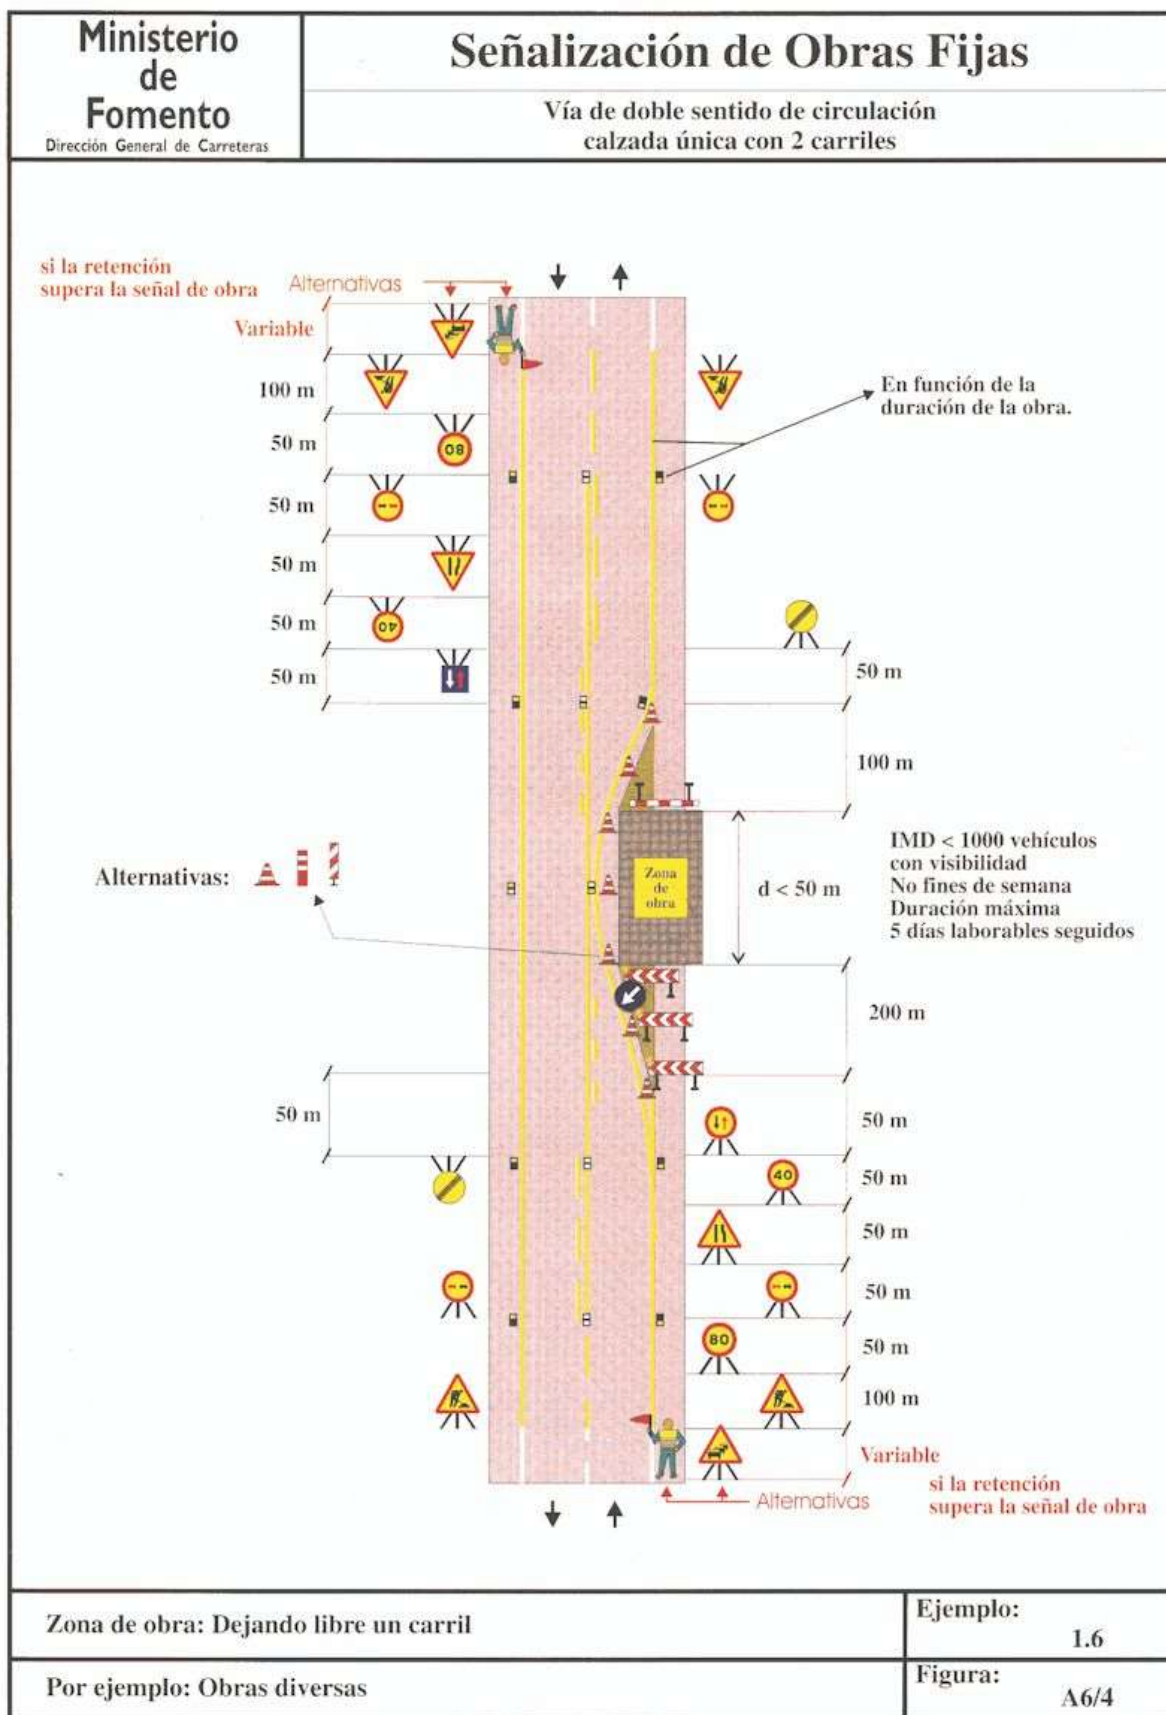 Ministerio
de
Fomento
Dirección General de Carreteras
Señalización de Obras Fijas
Vía de doble sentido de circulación
calzada única con 2 carriles
si la retención
supera la señal de obra
Alternativas
Variable
100 m
En función de la
duración de la obra.
50 m
80
50 m
50 m
50 m
40
50 m
50 m
100 m
Alternativas:
Zona
de
obra
d < 50 m
IMD < 1000 vehículos
con visibilidad
No fines de semana
Duración máxima
5 días laborables seguidos
200 m
50 m
50 m
40
50 m
50 m
50 m
80
50 m
100 m
Variable
si la retención
supera la señal de obra
Alternativas
Zona de obra: Dejando libre un carril
Ejemplo:
1.6
Por ejemplo: Obras diversas
Figura:
A6/4